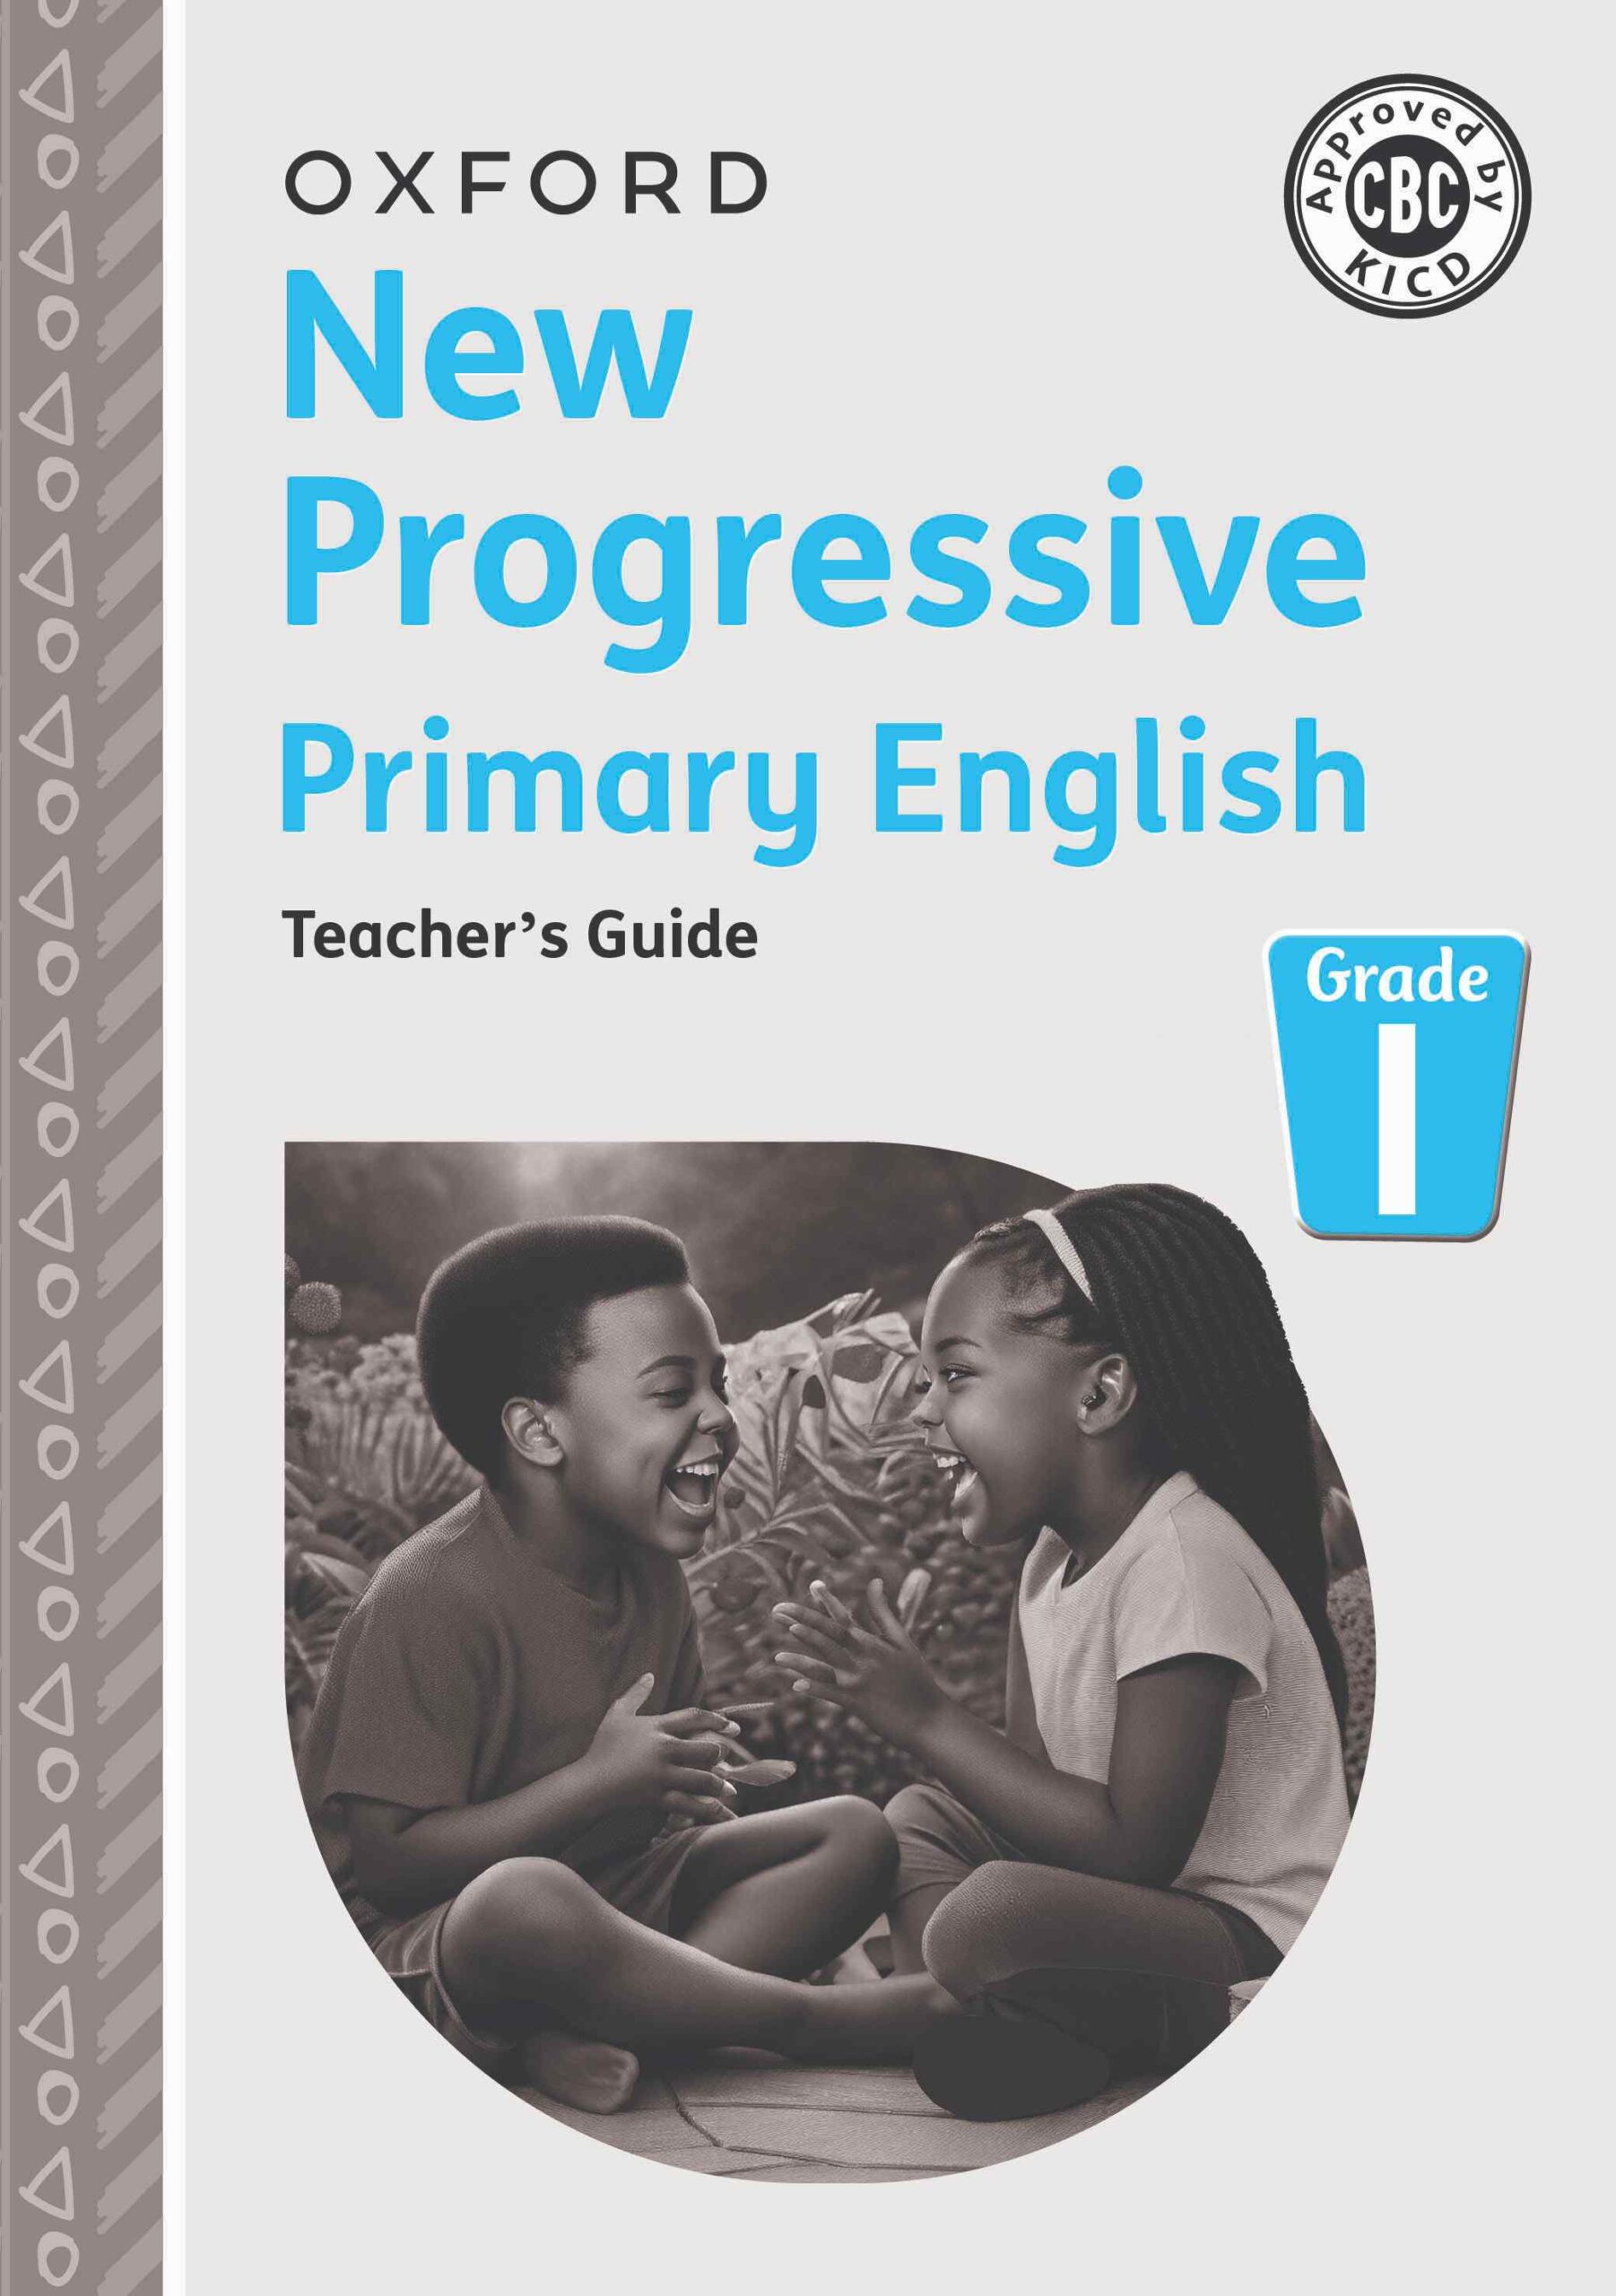 OXFORD
Approved by
CBC
KICD
New
Progressive
Primary English
Teacher's Guide
Grade
1